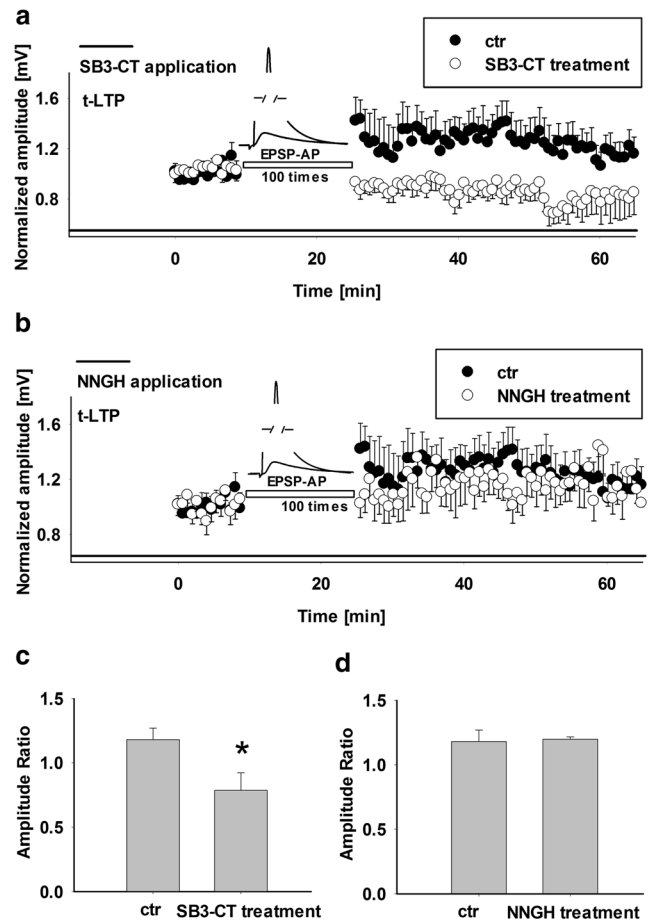 a
SB3-CT application
ctr
SB3-CT treatment
t-LTP
Normalized amplitude [mV]
1.6
1.2
0.8
EPSP-AP
100 times
0
20
40
60
Time [min]
b
NNGH application
ctr
NNGH treatment
t-LTP
Normalized amplitude [mV]
1.6
1.2
0.8
EPSP-AP
100 times
0
20
40
60
Time [min]
c
Amplitude Ratio
1.5
1.0
0.5
0.0
*
ctr
SB3-CT treatment
d
Amplitude Ratio
1.5
1.0
0.5
0.0
ctr
NNGH treatment